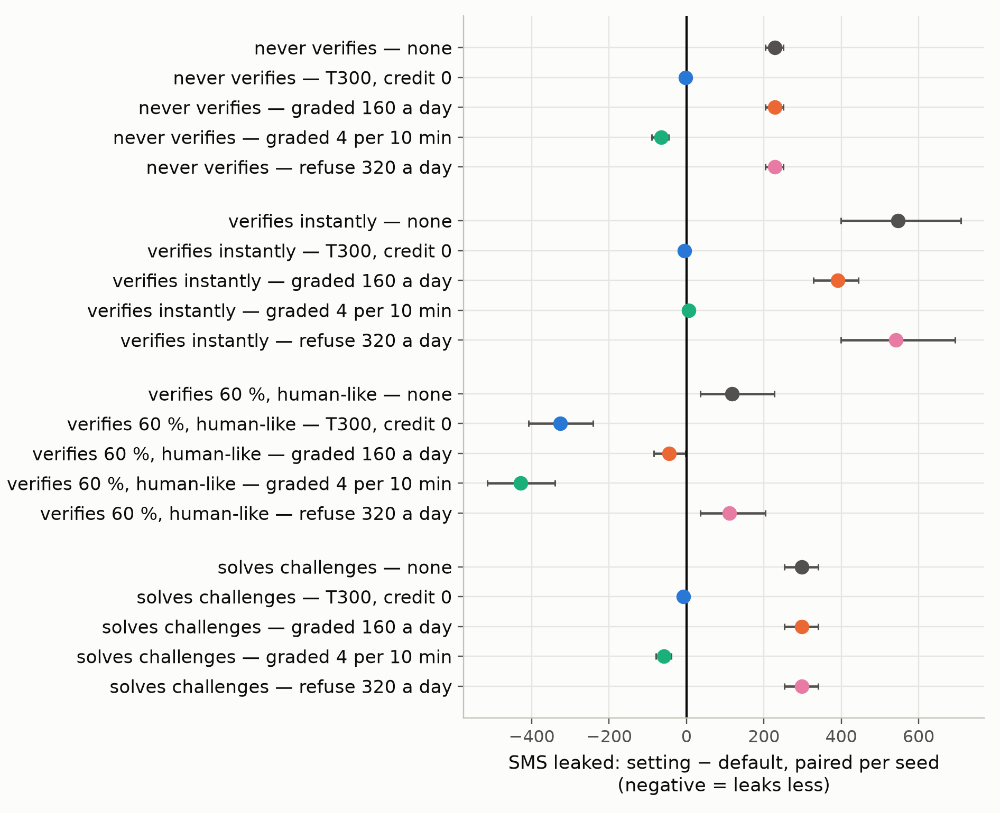 never verifies — none
never verifies — T300, credit 0
never verifies — graded 160 a day
never verifies — graded 4 per 10 min
never verifies — refuse 320 a day
verifies instantly — none
verifies instantly — T300, credit 0
verifies instantly — graded 160 a day
verifies instantly — graded 4 per 10 min
verifies instantly — refuse 320 a day
verifies 60 %, human-like — none
verifies 60 %, human-like — T300, credit 0
verifies 60 %, human-like — graded 160 a day
verifies 60 %, human-like — graded 4 per 10 min
verifies 60 %, human-like — refuse 320 a day
solves challenges — none
solves challenges — T300, credit 0
solves challenges — graded 160 a day
solves challenges — graded 4 per 10 min
solves challenges — refuse 320 a day
−400 −200 0 200 400 600
SMS leaked: setting − default, paired per seed
(negative = leaks less)